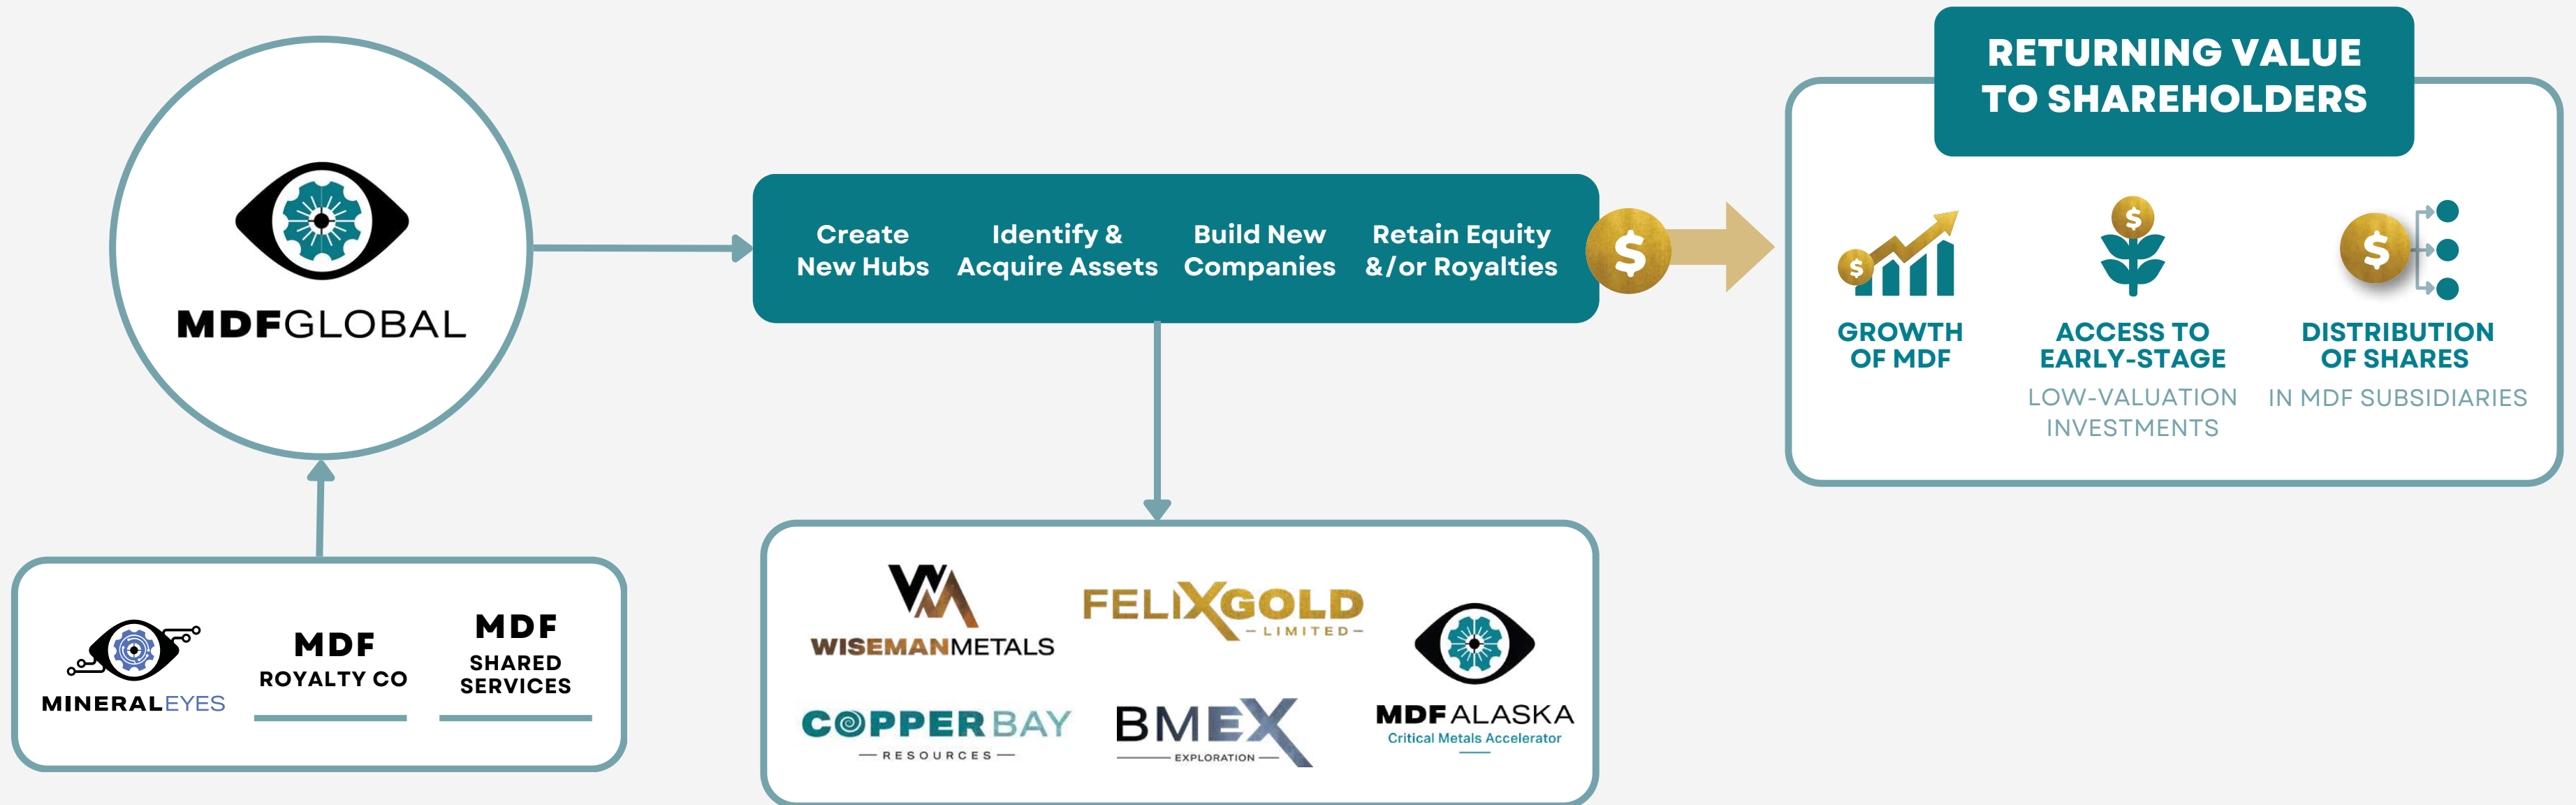 MDFGLOBAL
MINERALEYES
MDF
ROYALTY CO
MDF
SHARED
SERVICES
Create
New Hubs
Identify &
Acquire Assets
Build New
Companies
Retain Equity
&/or Royalties
$
WM
WISEMANMETALS
FELIXGOLD
LIMITED
COPPERBAY
RESOURCES
BMEX
EXPLORATION
MDFALASKA
Critical Metals Accelerator
RETURNING VALUE
TO SHAREHOLDERS
$
GROWTH
OF MDF
$
ACCESS TO
EARLY-STAGE
LOW-VALUATION
INVESTMENTS
$
DISTRIBUTION
OF SHARES
IN MDF SUBSIDIARIES